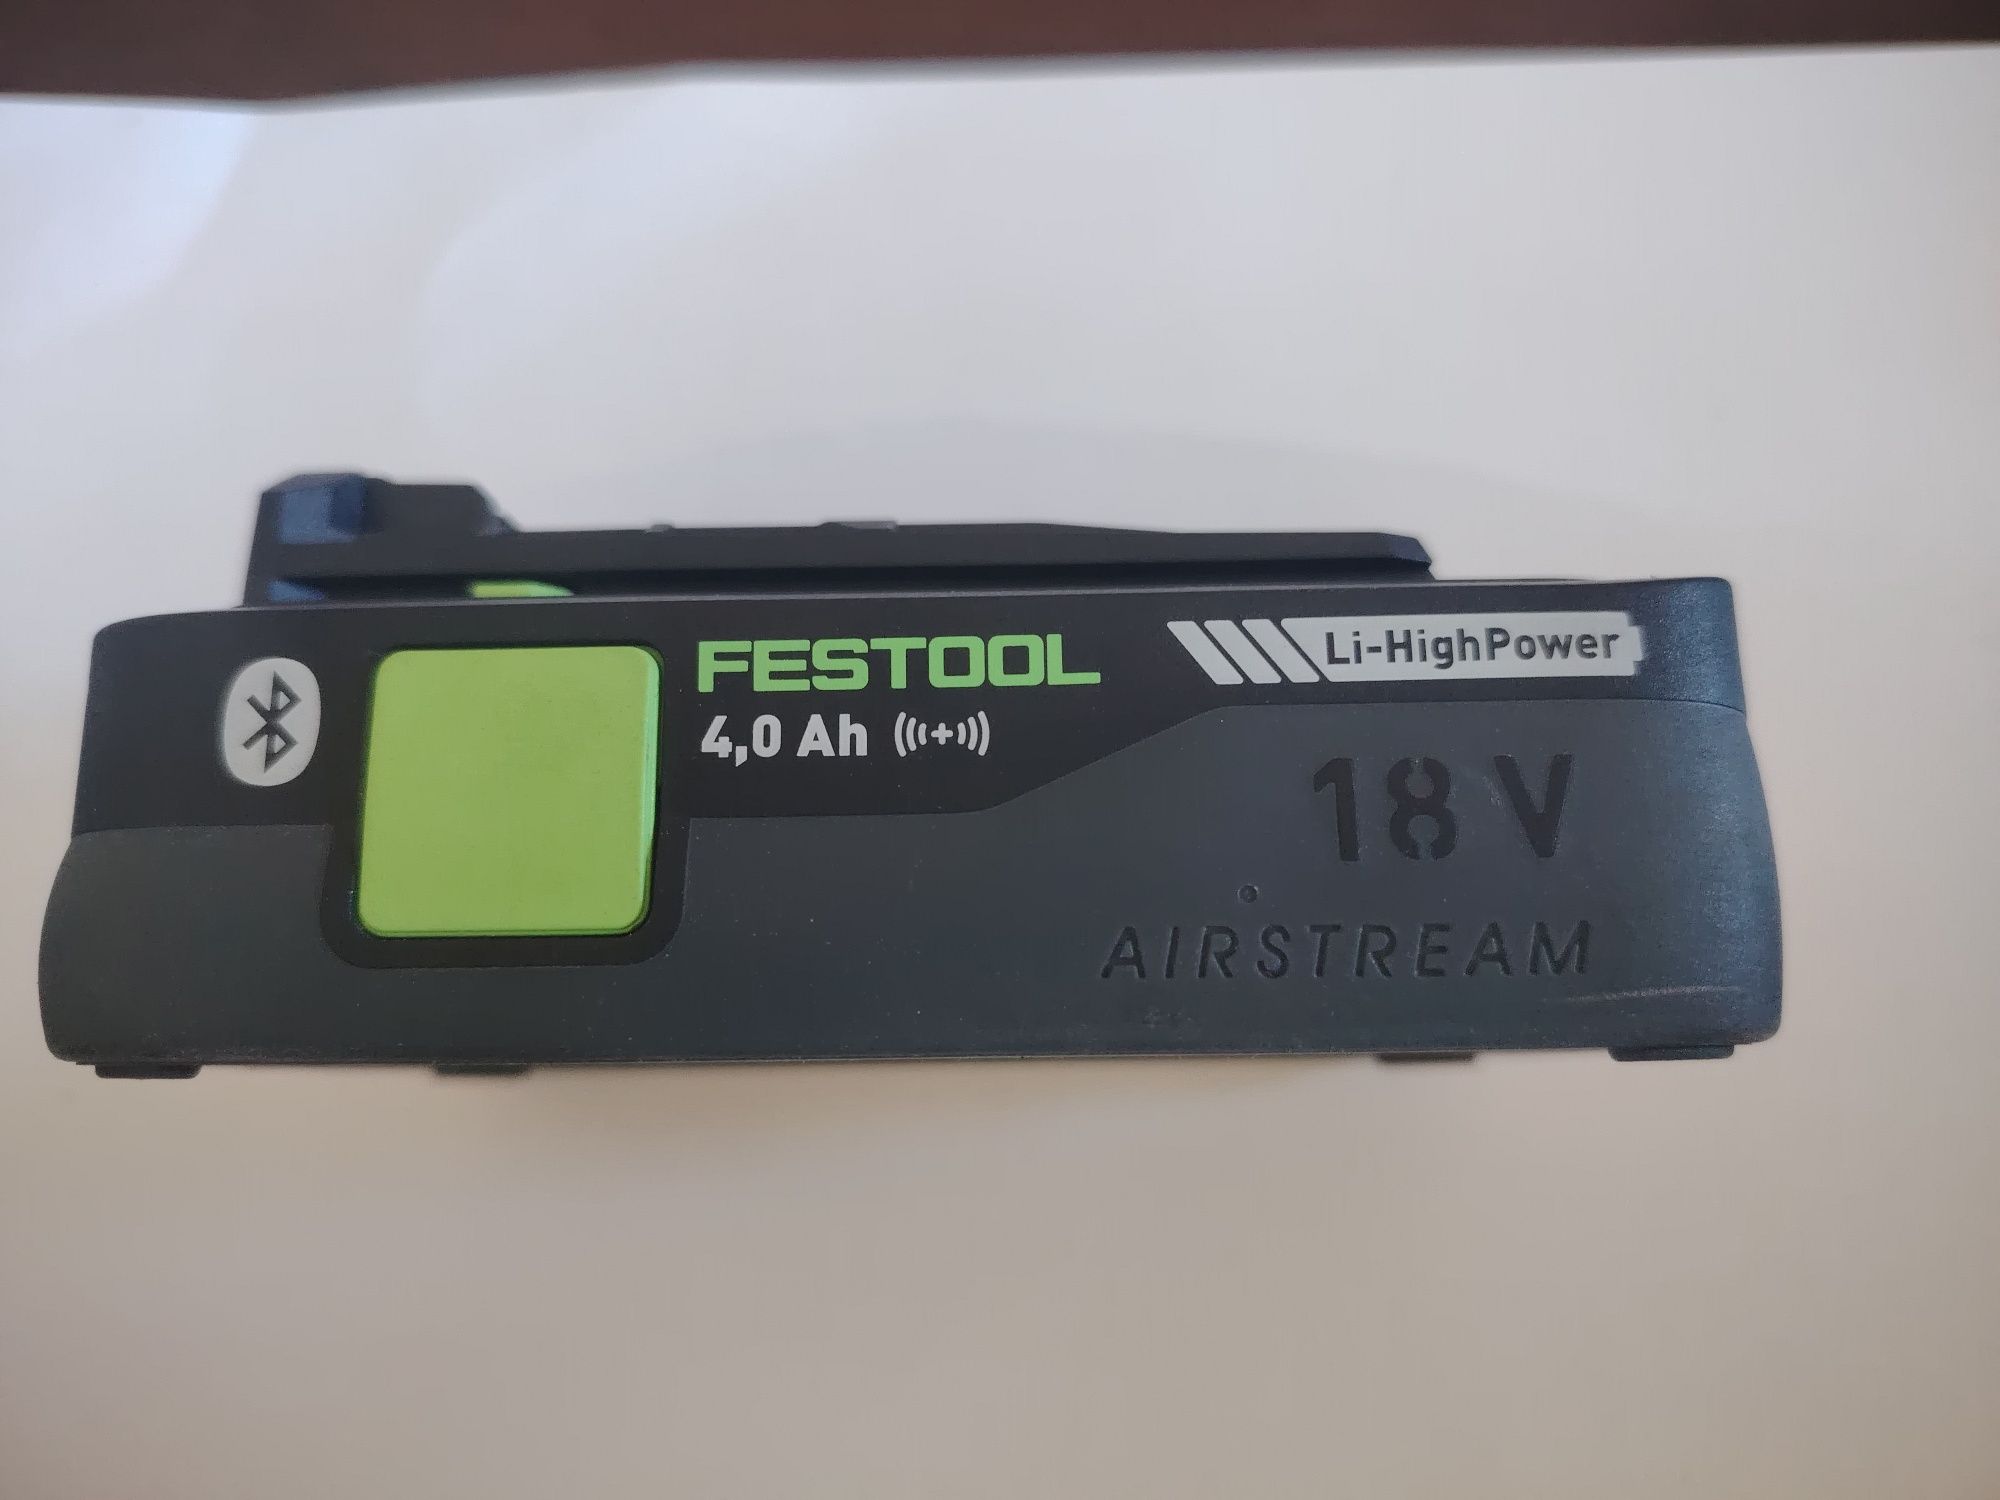 FESTOOL
Li-HighPower
4,0 Ah
18 V
AIRSTREAM